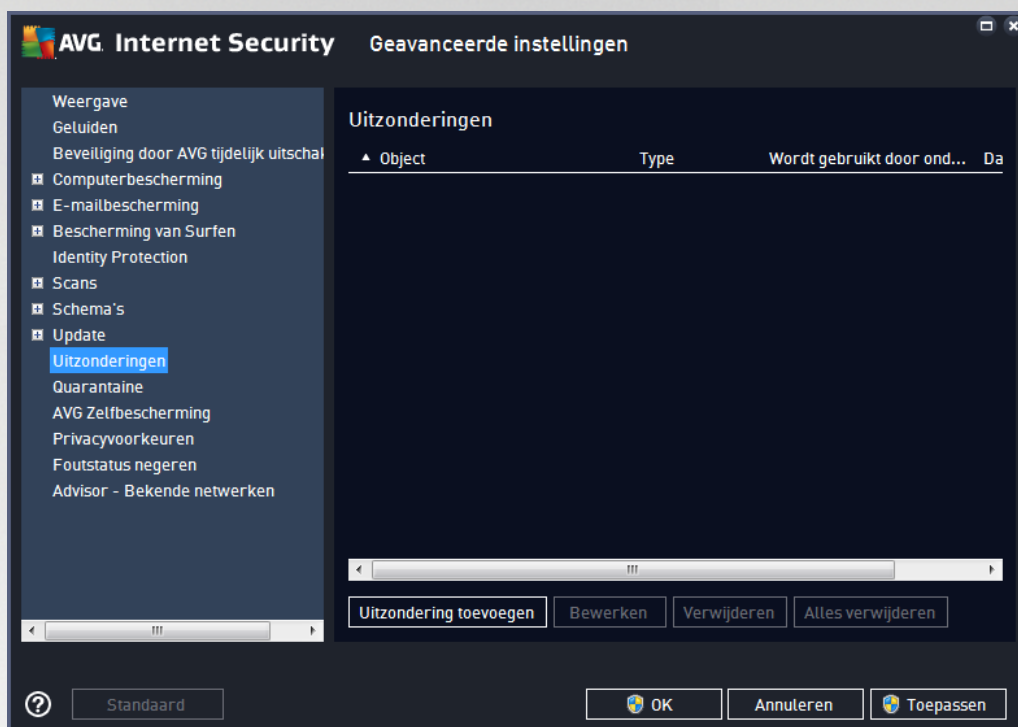 AVG. Internet Security Geavanceerde instellingen
Weergave
Geluiden
Beveiliging door AVG tijdelijk uitschak
Computerbescherming
E-mailbescherming
Bescherming van Surfen
Identity Protection
Scans
Schema's
Update
Uitzonderingen
Quarantaine
AVG Zelfbescherming
Privacyvoorkeuren
Foutstatus negeren
Advisor - Bekende netwerken
Uitzonderingen
Object Type Wordt gebruikt door ond... Da
Uitzondering toevoegen Bewerken Verwijderen Alles verwijderen
Standaard OK Annuleren Toepassen